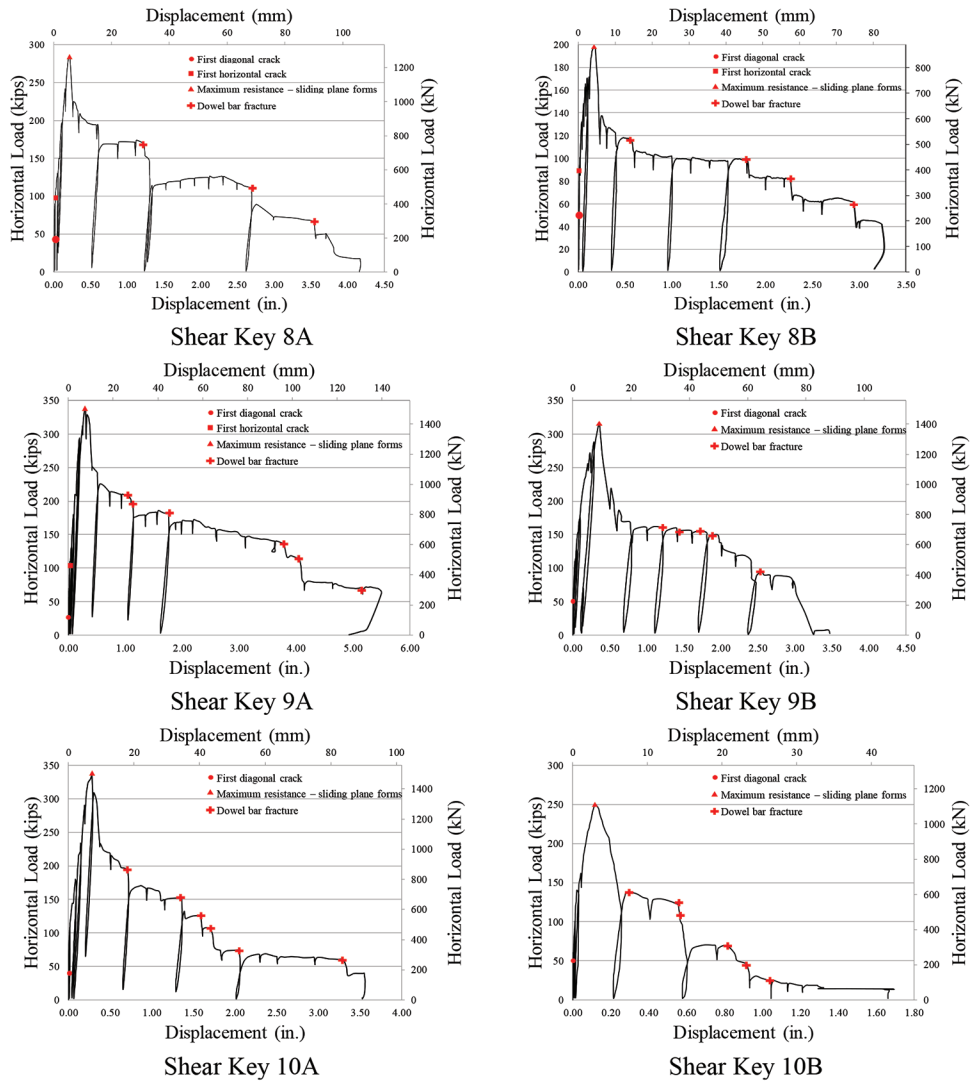 Displacement (mm)
0 20 40 60 80 100
300
250
200
150
100
50
0
Horizontal Load (kips)
First diagonal crack
First horizontal crack
Maximum resistance – sliding plane forms
Dowel bar fracture
1200
1000
800
600
400
200
0
Horizontal Load (kN)
0.00 0.50 1.00 1.50 2.00 2.50 3.00 3.50 4.00 4.50
Displacement (in.)
Shear Key 8A
Displacement (mm)
0 20 40 60 80
200
180
160
140
120
100
80
60
40
20
0
Horizontal Load (kips)
First diagonal crack
First horizontal crack
Maximum resistance – sliding plane forms
Dowel bar fracture
800
700
600
500
400
300
200
100
0
Horizontal Load (kN)
0.00 0.50 1.00 1.50 2.00 2.50 3.00 3.50
Displacement (in.)
Shear Key 8B
Displacement (mm)
0 20 40 60 80 100 120 140
350
300
250
200
150
100
50
0
Horizontal Load (kips)
First diagonal crack
First horizontal crack
Maximum resistance – sliding plane forms
Dowel bar fracture
1400
1200
1000
800
600
400
200
0
Horizontal Load (kN)
0.00 1.00 2.00 3.00 4.00 5.00 6.00
Displacement (in.)
Shear Key 9A
Displacement (mm)
0 20 40 60 80 100
350
300
250
200
150
100
50
0
Horizontal Load (kips)
First diagonal crack
Maximum resistance – sliding plane forms
Dowel bar fracture
1400
1200
1000
800
600
400
200
0
Horizontal Load (kN)
0.00 0.50 1.00 1.50 2.00 2.50 3.00 3.50 4.00 4.50
Displacement (in.)
Shear Key 9B
Displacement (mm)
0 20 40 60 80 100
350
300
250
200
150
100
50
0
Horizontal Load (kips)
First diagonal crack
Maximum resistance – sliding plane forms
Dowel bar fracture
1400
1200
1000
800
600
400
200
0
Horizontal Load (kN)
0.00 0.50 1.00 1.50 2.00 2.50 3.00 3.50 4.00
Displacement (in.)
Shear Key 10A
Displacement (mm)
0 10 20 30 40
300
250
200
150
100
50
0
Horizontal Load (kips)
First diagonal crack
Maximum resistance – sliding plane forms
Dowel bar fracture
1200
1000
800
600
400
200
0
Horizontal Load (kN)
0.00 0.20 0.40 0.60 0.80 1.00 1.20 1.40 1.60 1.80
Displacement (in.)
Shear Key 10B